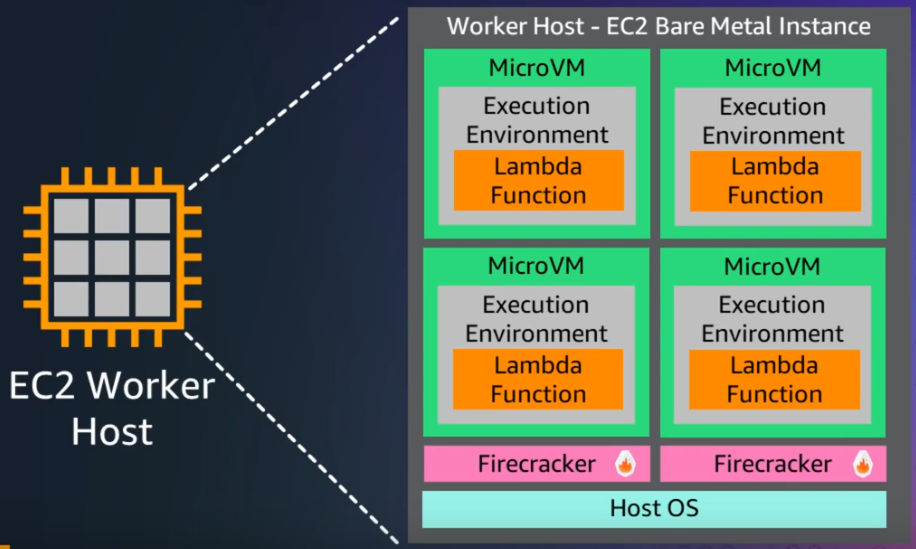 Worker Host - EC2 Bare Metal Instance
MicroVM
Execution
Environment
Lambda
Function
MicroVM
Execution
Environment
Lambda
Function
MicroVM
Execution
Environment
Lambda
Function
MicroVM
Execution
Environment
Lambda
Function
Firecracker
Firecracker
Host OS
EC2 Worker
Host